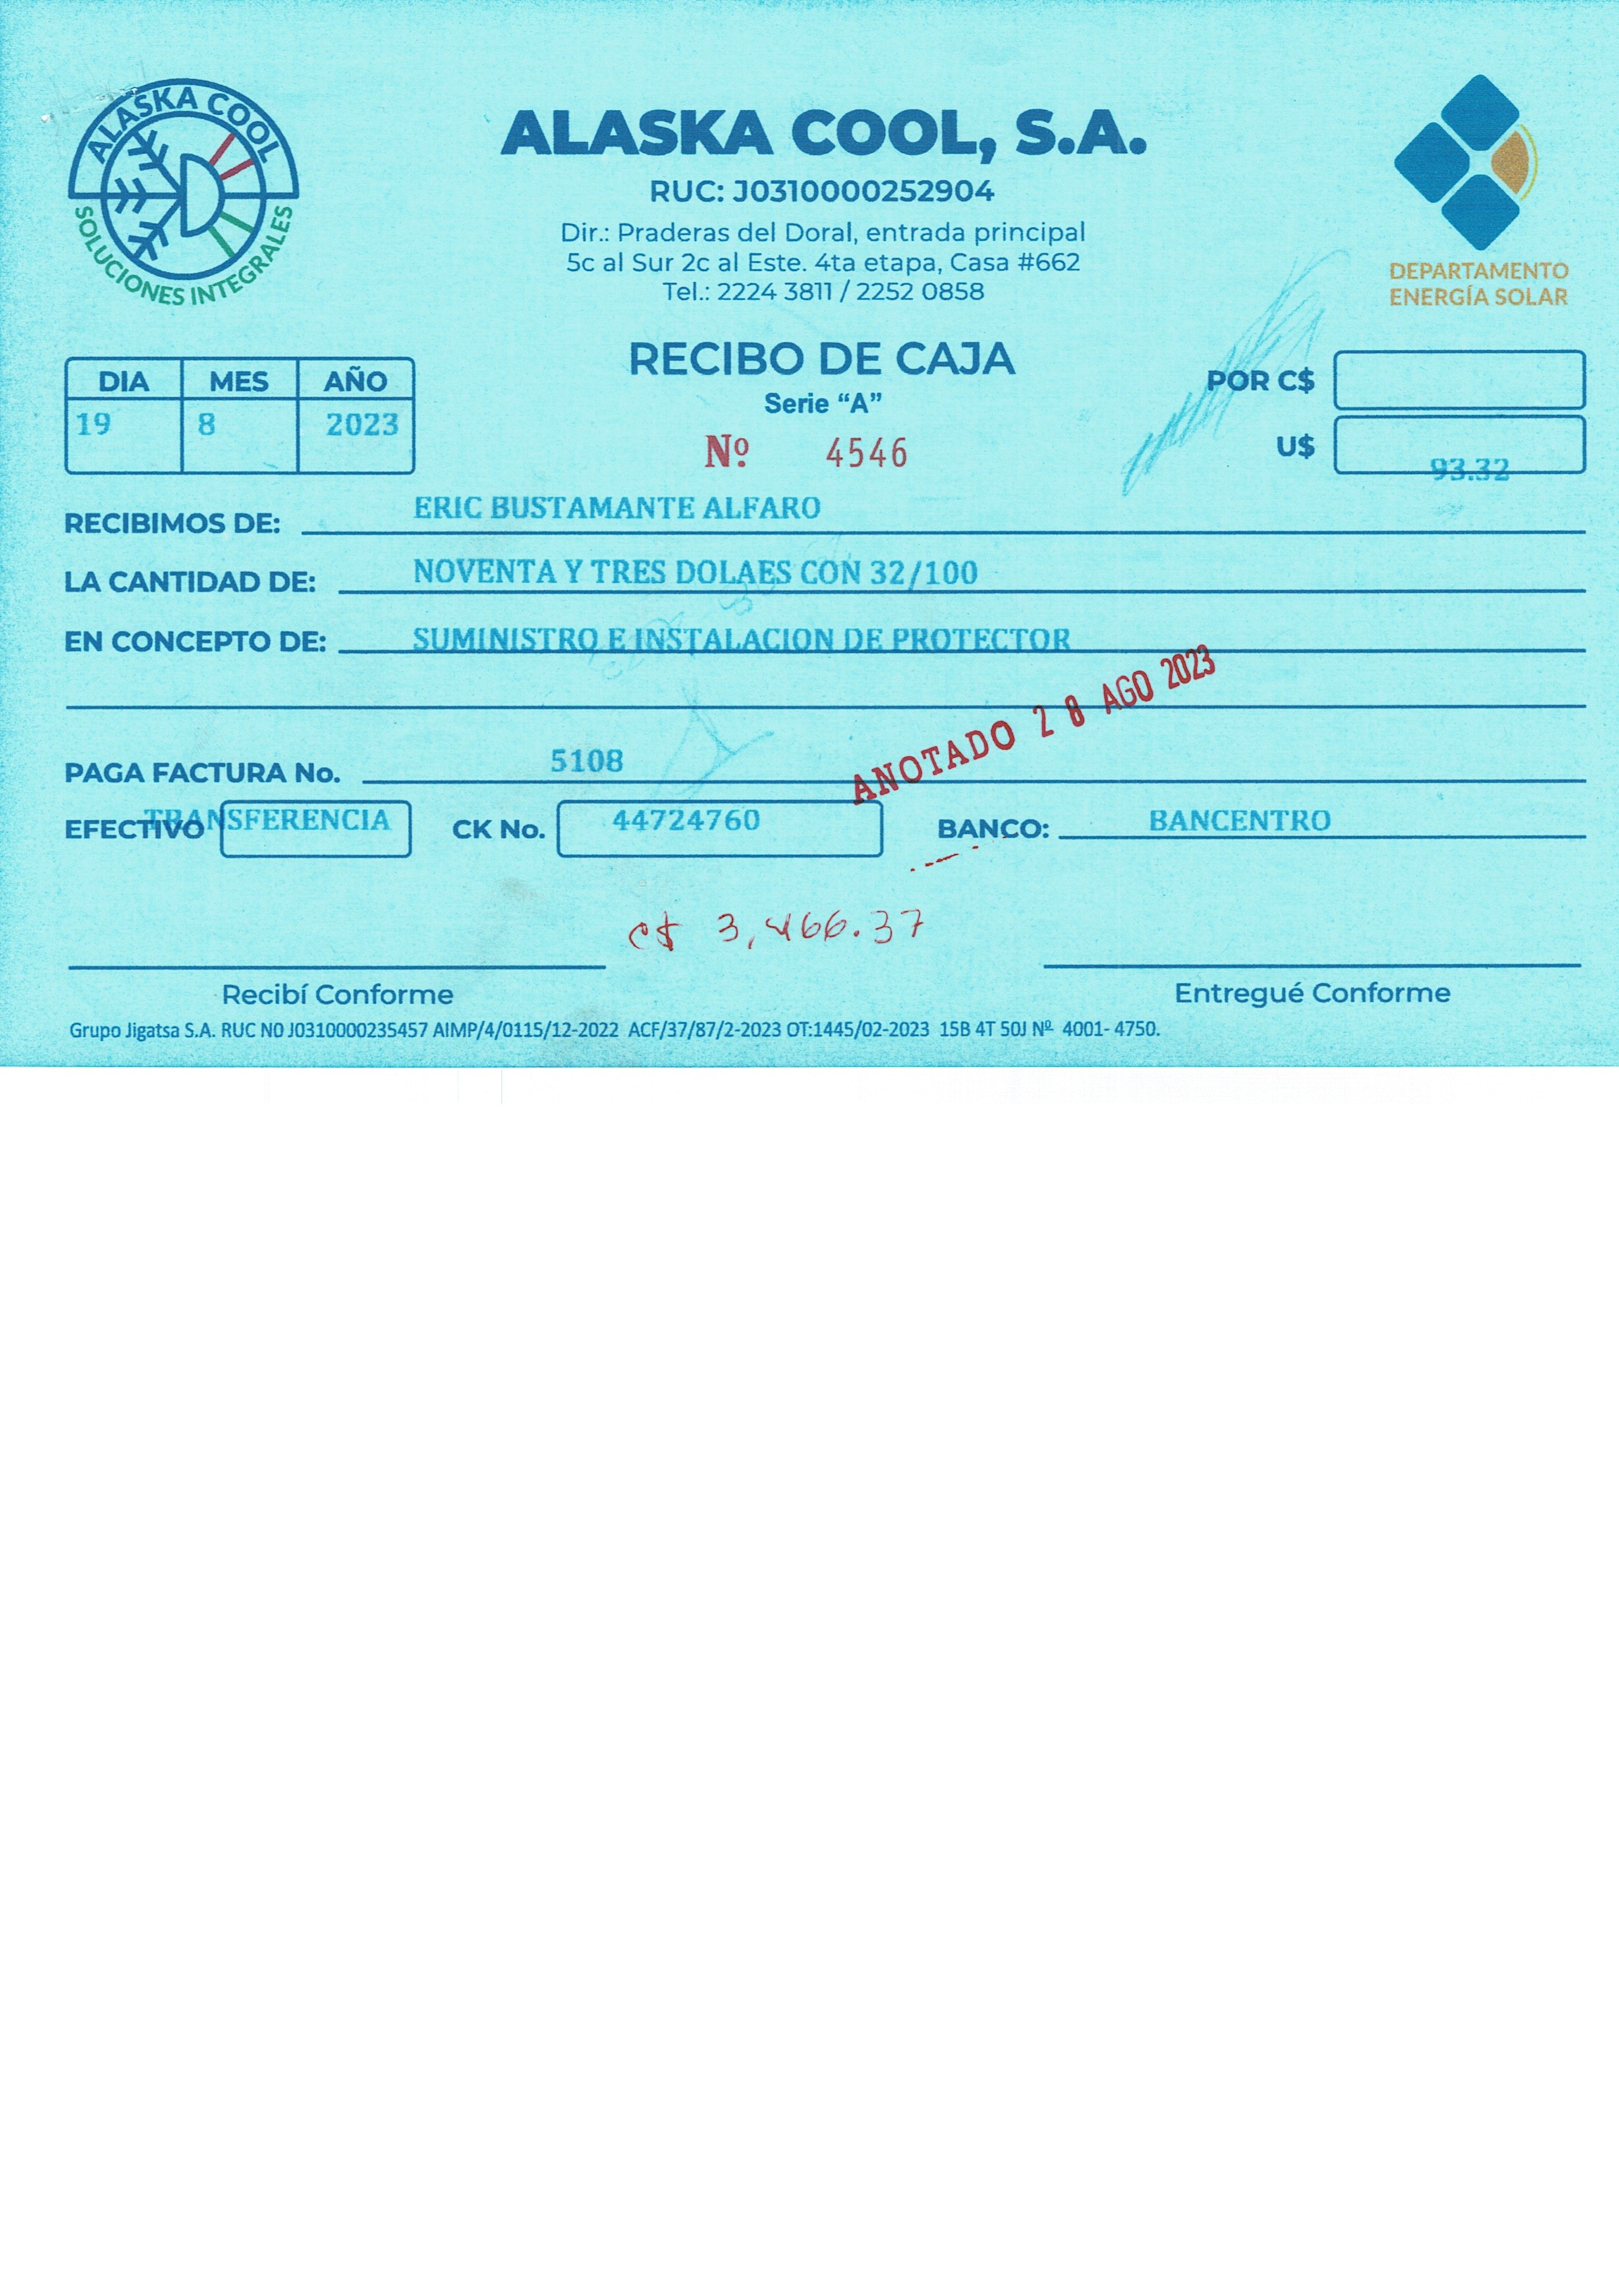 ALASKA COOL
SOLUCIONES INTEGRALES
ALASKA COOL, S.A.
RUC: J0310000252904
Dir.: Praderas del Doral, entrada principal
5c al Sur 2c al Este. 4ta etapa, Casa #662
Tel.: 2224 3811 / 2252 0858
DEPARTAMENTO
ENERGÍA SOLAR
RECIBO DE CAJA
Serie “A”
Nº 4546
DIA MES AÑO
19 8 2023
POR C$
U$ 93.32
RECIBIMOS DE: ERIC BUSTAMANTE ALFARO
LA CANTIDAD DE: NOVENTA Y TRES DOLAES CON 32/100
EN CONCEPTO DE: SUMINISTRO E INSTALACION DE PROTECTOR
ANOTADO 28 AGO 2023
PAGA FACTURA No. 5108
EFECTIVO TRANSFERENCIA CK No. 44724760 BANCO: BANCENTRO
C$ 3,466.37
Recibí Conforme Entregué Conforme
Grupo Jigatsa S.A. RUC N0 J0310000235457 AIMP/4/0115/12-2022 ACF/37/87/2-2023 OT:1445/02-2023 15B 4T 50J Nº 4001- 4750.